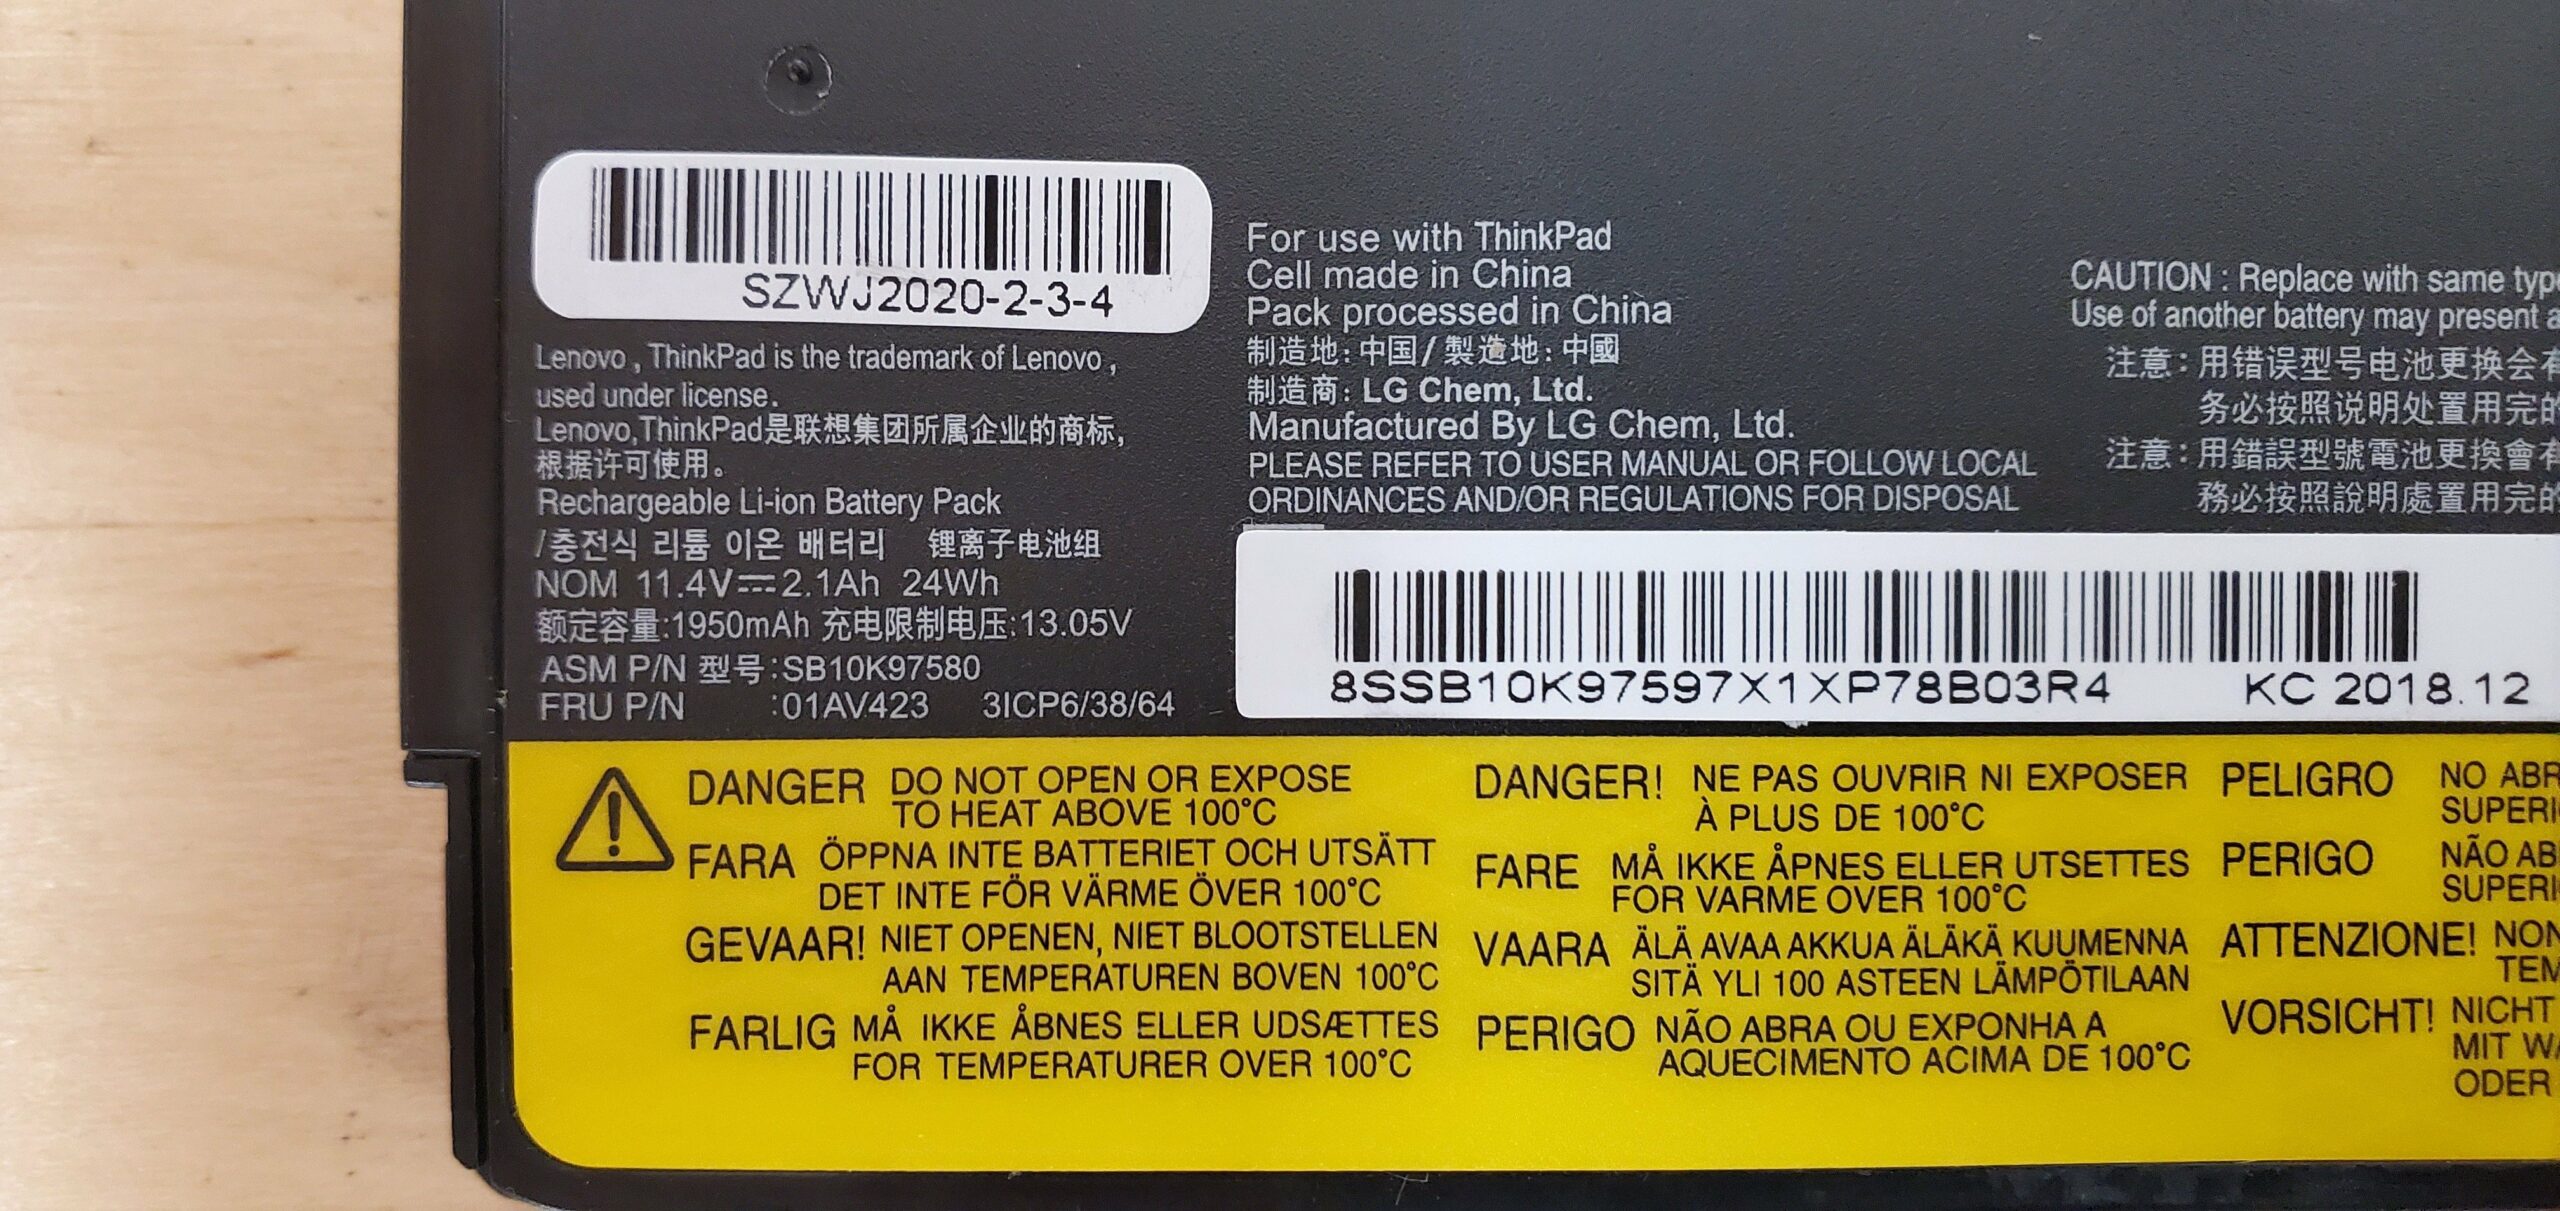 SZWJ2020-2-3-4
Lenovo, ThinkPad is the trademark of Lenovo,
used under license.
Lenovo,ThinkPad是联想集团所属企业的商标,
根据许可使用。
Rechargeable Li-ion Battery Pack
/충전식 리튬 이온 배터리 锂离子电池组
NOM 11.4V⎓2.1Ah 24Wh
额定容量:1950mAh 充电限制电压:13.05V
ASM P/N 型号:SB10K97580
FRU P/N :01AV423 3ICP6/38/64
For use with ThinkPad
Cell made in China
Pack processed in China
制造地: 中国/ 製造地: 中國
制造商: LG Chem, Ltd.
Manufactured By LG Chem, Ltd.
PLEASE REFER TO USER MANUAL OR FOLLOW LOCAL
ORDINANCES AND/OR REGULATIONS FOR DISPOSAL
CAUTION : Replace with same type
Use of another battery may present a
注意: 用错误型号电池更换会有
务必按照说明处置用完的
注意: 用錯誤型號電池更換會有
務必按照說明處置用完的
8SSB10K97597X1XP78B03R4 KC 2018.12
DANGER DO NOT OPEN OR EXPOSE
TO HEAT ABOVE 100°C
FARA ÖPPNA INTE BATTERIET OCH UTSÄTT
DET INTE FÖR VÄRME ÖVER 100°C
GEVAAR! NIET OPENEN, NIET BLOOTSTELLEN
AAN TEMPERATUREN BOVEN 100°C
FARLIG MÅ IKKE ÅBNES ELLER UDSÆTTES
FOR TEMPERATURER OVER 100°C
DANGER! NE PAS OUVRIR NI EXPOSER
À PLUS DE 100°C
FARE MÅ IKKE ÅPNES ELLER UTSETTES
FOR VARME OVER 100°C
VAARA ÄLÄ AVAA AKKUA ÄLÄKÄ KUUMENNA
SITÄ YLI 100 ASTEEN LÄMPÖTILAAN
PERIGO NÃO ABRA OU EXPONHA A
AQUECIMENTO ACIMA DE 100°C
PELIGRO NO ABR
SUPERI
PERIGO NÃO AB
SUPERI
ATTENZIONE! NON
TEM
VORSICHT! NICHT
MIT W
ODER